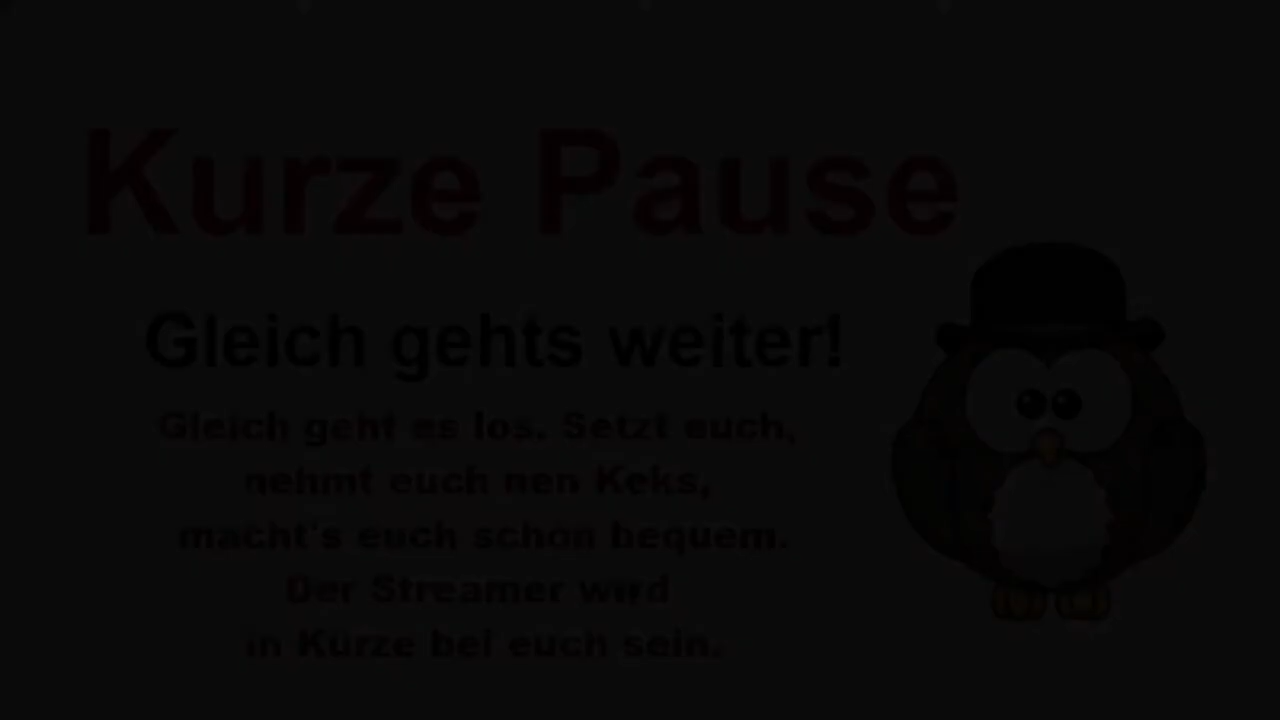 Kurze Pause
Gleich gehts weiter!
Gleich geht es los. Setzt euch,
nehmt euch nen Keks,
macht's euch schon bequem.
Der Streamer wird
in Kürze bei euch sein.